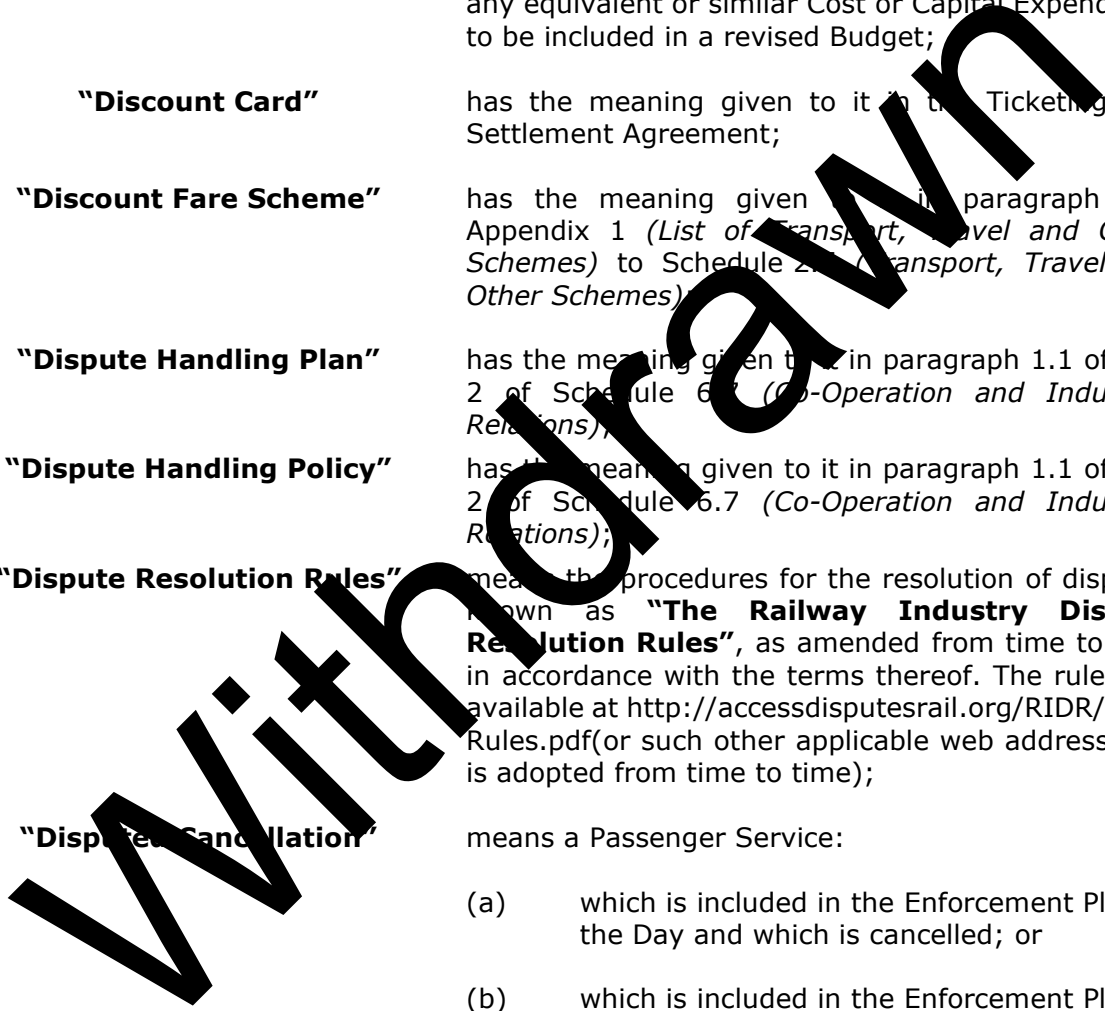 any equivalent or similar Cost or Capital Expend
to be included in a revised Budget;
“Discount Card” has the meaning given to it in the Ticketing
Settlement Agreement;
“Discount Fare Scheme” has the meaning given in paragraph
Appendix 1 (List of Transport, Travel and
Schemes) to Schedule (Transport, Travel
Other Schemes);
“Dispute Handling Plan” has the meaning given to it in paragraph 1.1 of
2 of Schedule 6.7 (Co-Operation and Indu
Relations);
“Dispute Handling Policy” has the meaning given to it in paragraph 1.1 of
2 of Schedule 6.7 (Co-Operation and Indu
Relations);
“Dispute Resolution Rules” means the procedures for the resolution of disp
known as “The Railway Industry Dis
Resolution Rules”, as amended from time to
in accordance with the terms thereof. The rule
available at http://accessdisputesrail.org/RIDR/
Rules.pdf(or such other applicable web address
is adopted from time to time);
“Disputed Cancellation” means a Passenger Service:
(a) which is included in the Enforcement Pl
the Day and which is cancelled; or
(b) which is included in the Enforcement Pl
Withdrawn